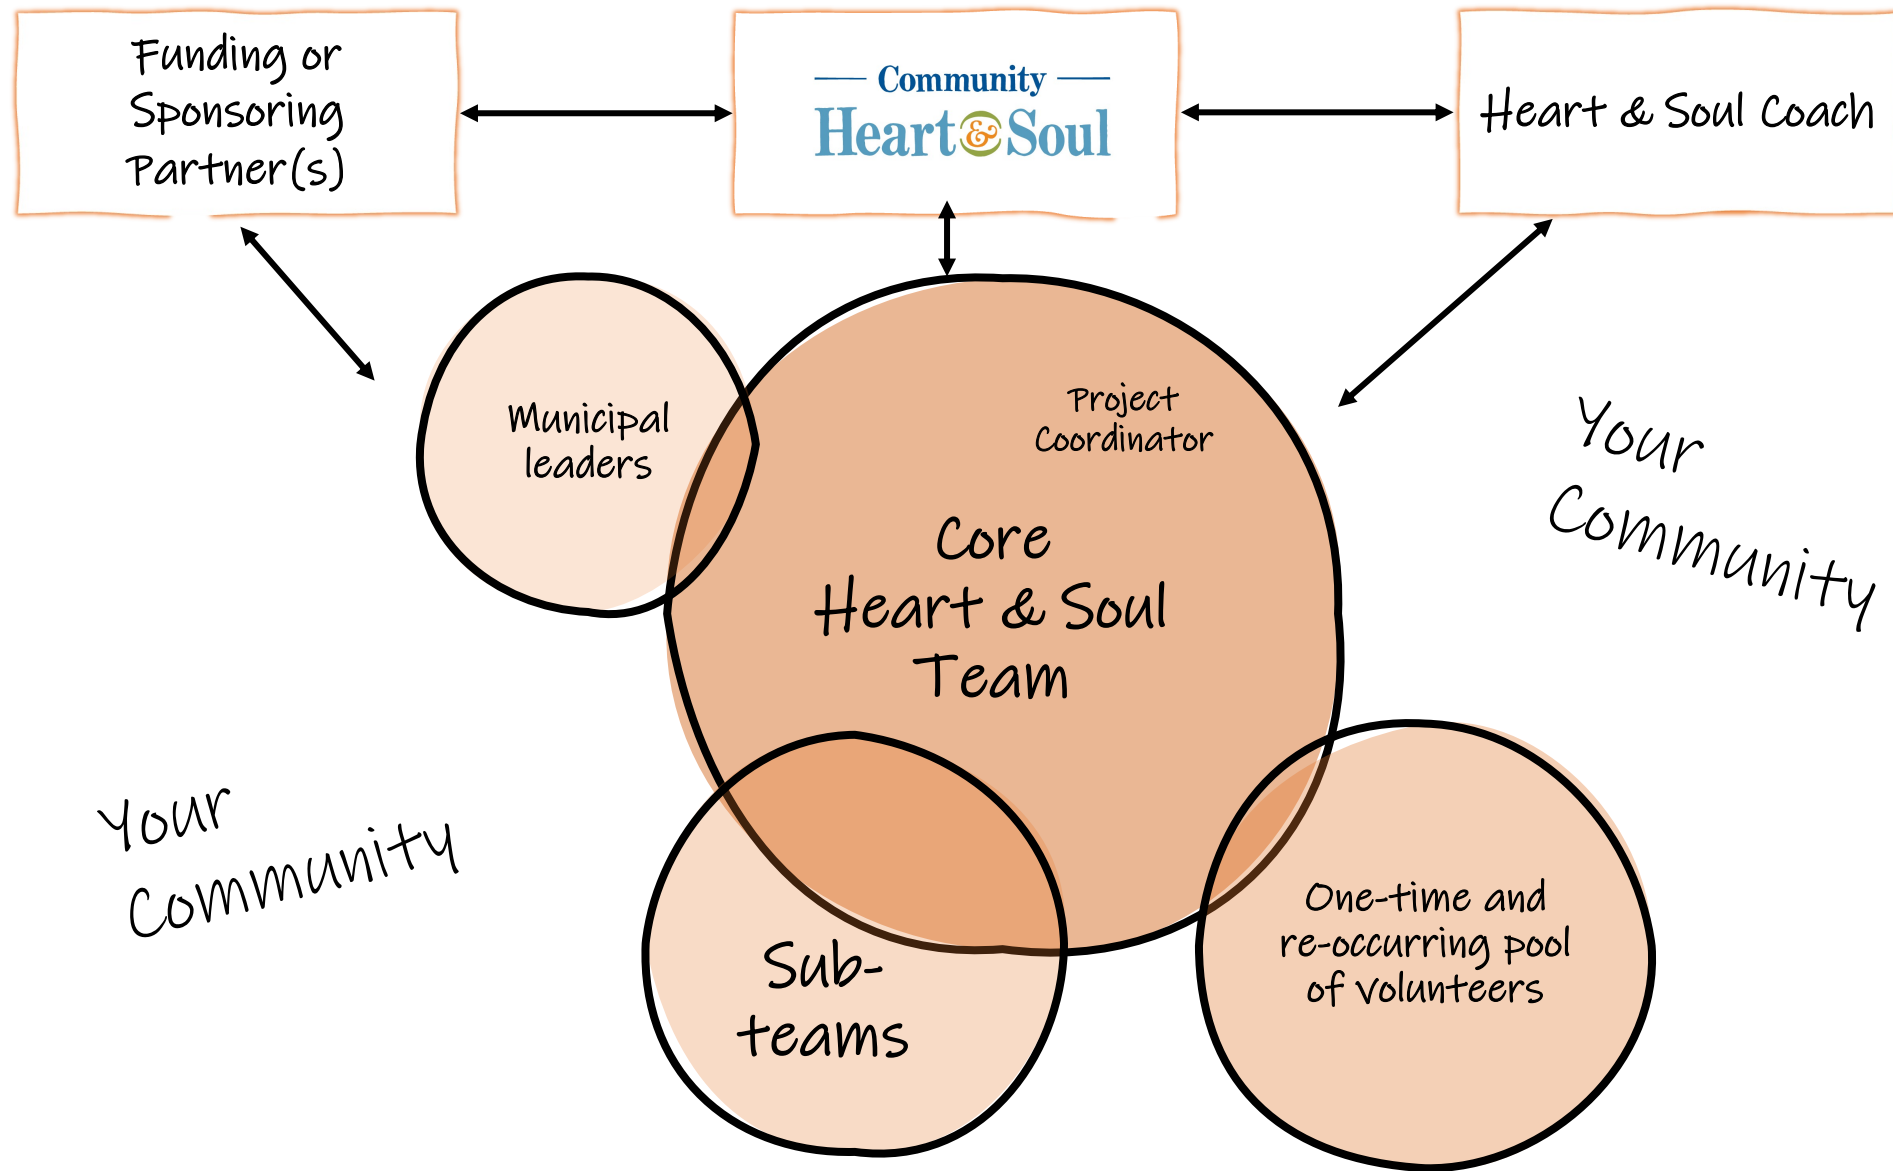 Funding or
Sponsoring
Partner(s)
Community
Heart & Soul
Heart & Soul Coach
Municipal
leaders
Project
Coordinator
Core
Heart & Soul
Team
Your
Community
Your
Community
Sub-
teams
One-time and
re-occurring pool
of volunteers